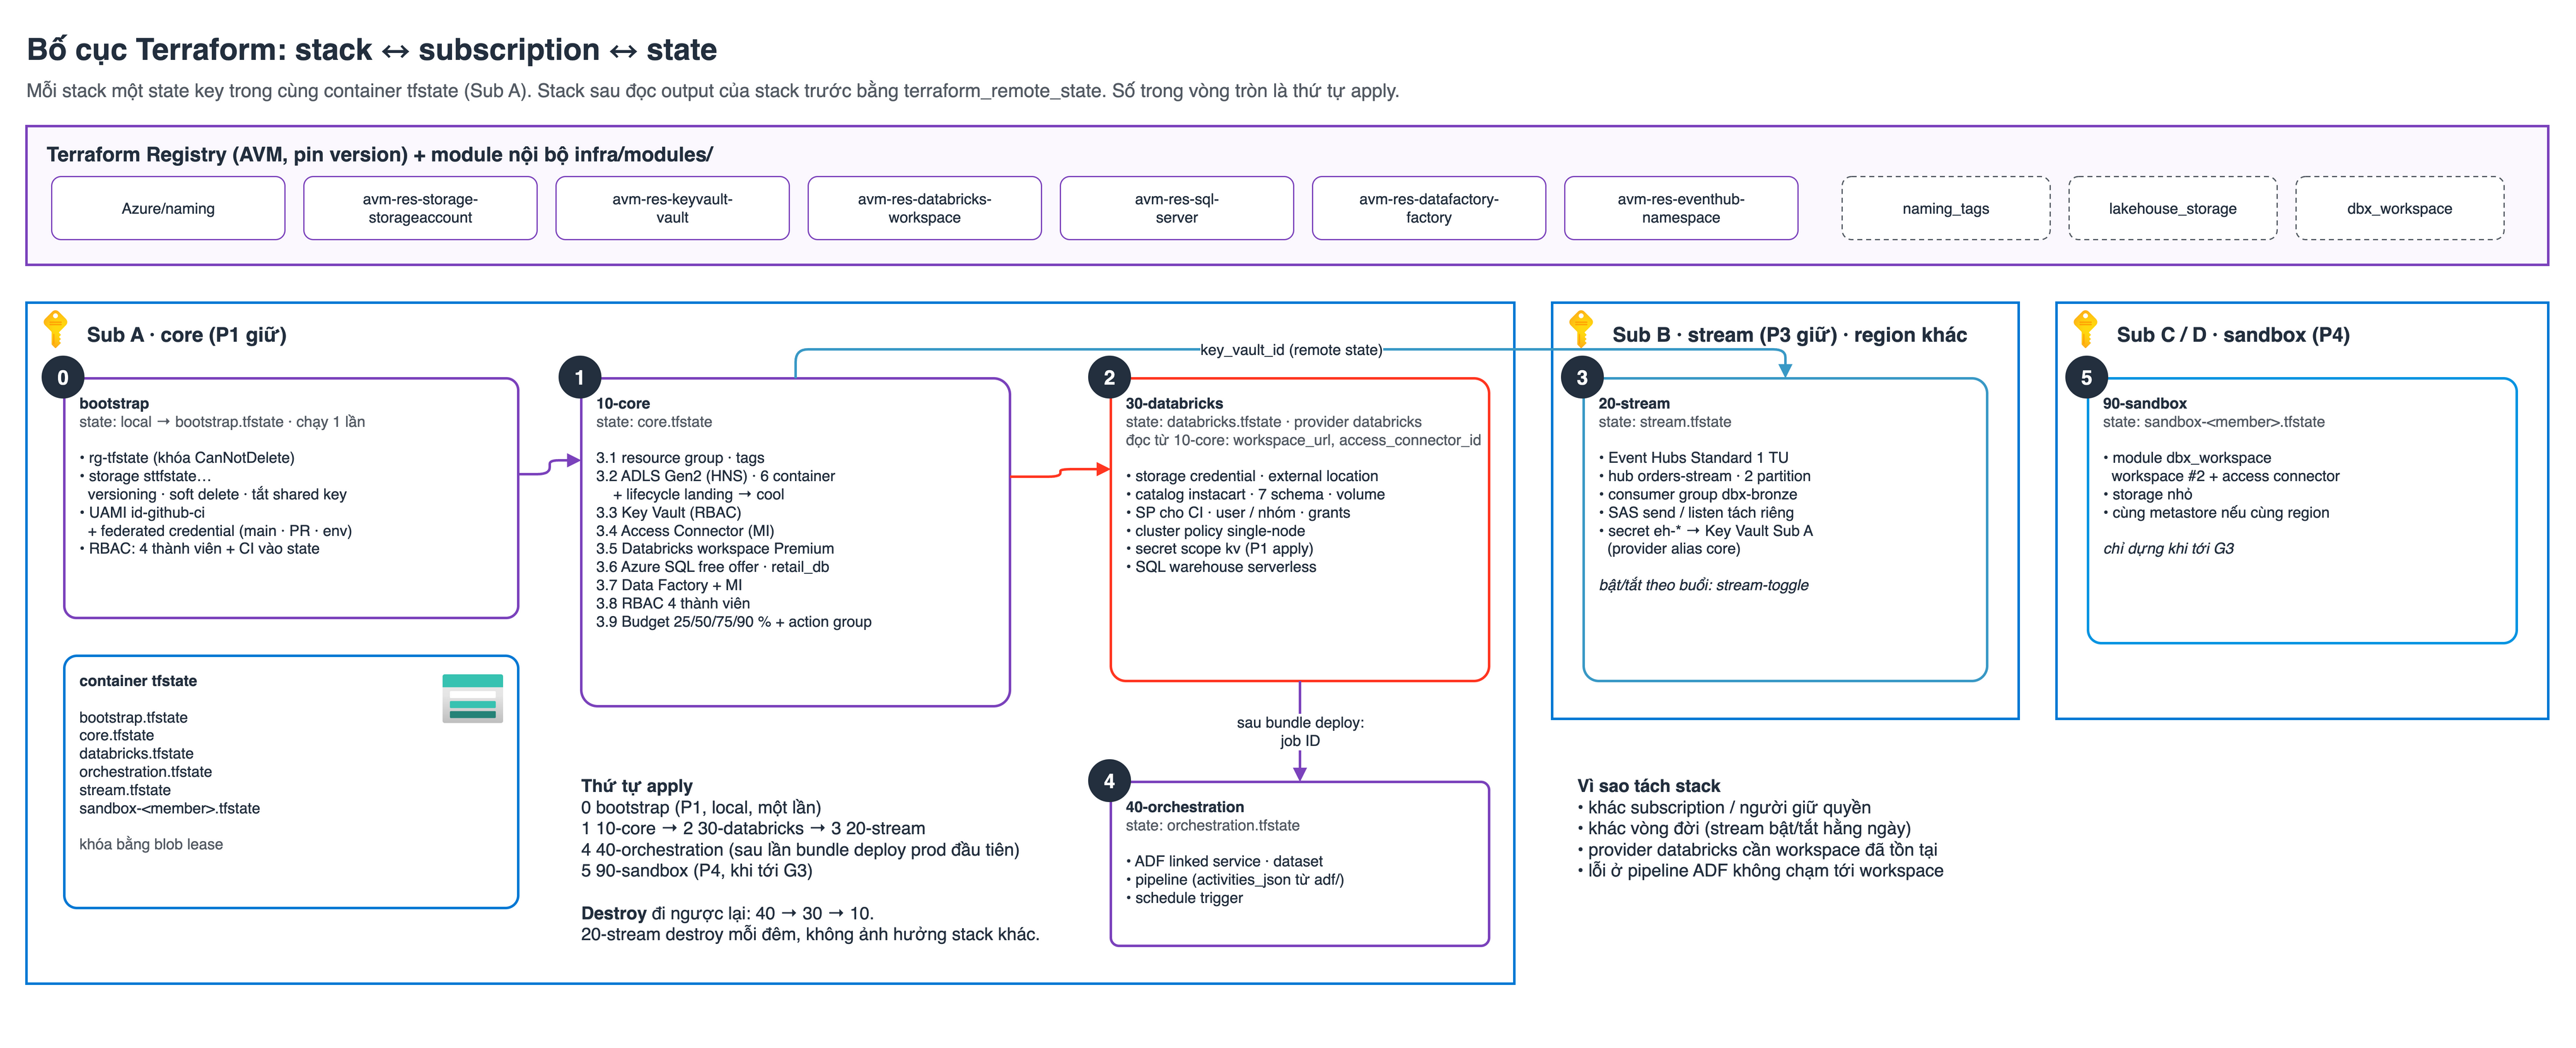 Bố cục Terraform: stack ↔ subscription ↔ state
Mỗi stack một state key trong cùng container tfstate (Sub A). Stack sau đọc output của stack trước bằng terraform_remote_state. Số trong vòng tròn là thứ tự apply.
Terraform Registry (AVM, pin version) + module nội bộ infra/modules/
Azure/naming
avm-res-storage-
storageaccount
avm-res-keyvault-
vault
avm-res-databricks-
workspace
avm-res-sql-
server
avm-res-datafactory-
factory
avm-res-eventhub-
namespace
naming_tags
lakehouse_storage
dbx_workspace
Sub A · core (P1 giữ)
0
bootstrap
state: local → bootstrap.tfstate · chạy 1 lần
• rg-tfstate (khóa CanNotDelete)
• storage sttfstate…
versioning · soft delete · tắt shared key
• UAMI id-github-ci
+ federated credential (main · PR · env)
• RBAC: 4 thành viên + CI vào state
container tfstate
bootstrap.tfstate
core.tfstate
databricks.tfstate
orchestration.tfstate
stream.tfstate
sandbox-<member>.tfstate
khóa bằng blob lease
1
10-core
state: core.tfstate
3.1 resource group · tags
3.2 ADLS Gen2 (HNS) · 6 container
+ lifecycle landing → cool
3.3 Key Vault (RBAC)
3.4 Access Connector (MI)
3.5 Databricks workspace Premium
3.6 Azure SQL free offer · retail_db
3.7 Data Factory + MI
3.8 RBAC 4 thành viên
3.9 Budget 25/50/75/90 % + action group
Thứ tự apply
0 bootstrap (P1, local, một lần)
1 10-core → 2 30-databricks → 3 20-stream
4 40-orchestration (sau lần bundle deploy prod đầu tiên)
5 90-sandbox (P4, khi tới G3)
Destroy đi ngược lại: 40 → 30 → 10.
20-stream destroy mỗi đêm, không ảnh hưởng stack khác.
key_vault_id (remote state)
2
30-databricks
state: databricks.tfstate · provider databricks
đọc từ 10-core: workspace_url, access_connector_id
• storage credential · external location
• catalog instacart · 7 schema · volume
• SP cho CI · user / nhóm · grants
• cluster policy single-node
• secret scope kv (P1 apply)
• SQL warehouse serverless
sau bundle deploy:
job ID
4
40-orchestration
state: orchestration.tfstate
• ADF linked service · dataset
• pipeline (activities_json từ adf/)
• schedule trigger
Sub B · stream (P3 giữ) · region khác
3
20-stream
state: stream.tfstate
• Event Hubs Standard 1 TU
• hub orders-stream · 2 partition
• consumer group dbx-bronze
• SAS send / listen tách riêng
• secret eh-* → Key Vault Sub A
(provider alias core)
bật/tắt theo buổi: stream-toggle
Vì sao tách stack
• khác subscription / người giữ quyền
• khác vòng đời (stream bật/tắt hằng ngày)
• provider databricks cần workspace đã tồn tại
• lỗi ở pipeline ADF không chạm tới workspace
Sub C / D · sandbox (P4)
5
90-sandbox
state: sandbox-<member>.tfstate
• module dbx_workspace
workspace #2 + access connector
• storage nhỏ
• cùng metastore nếu cùng region
chỉ dựng khi tới G3